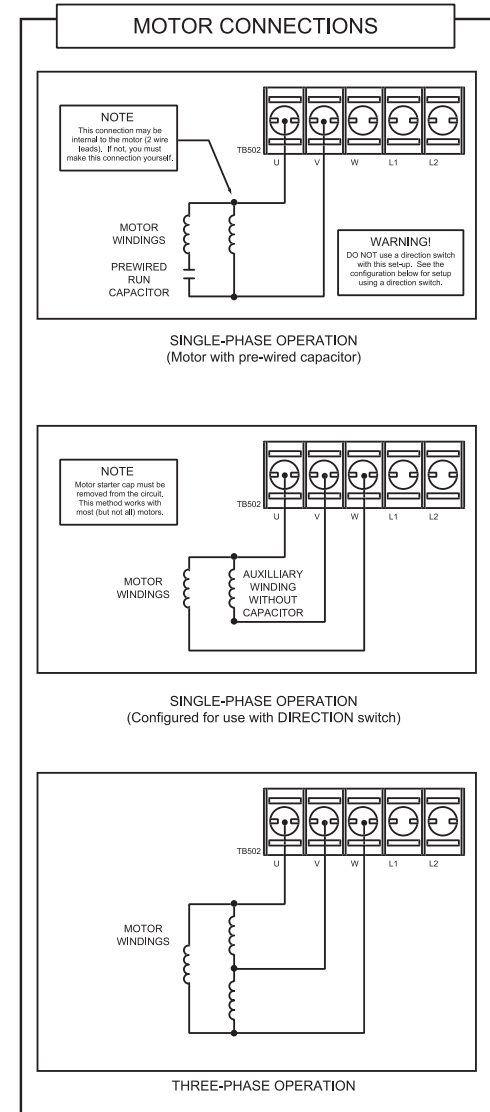 MOTOR CONNECTIONS
NOTE
This connection may be
internal to the motor (2 wire
leads). If not, you must
make this connection yourself.
TB502
U V W L1 L2
MOTOR
WINDINGS
PREWIRED
RUN
CAPACITOR
WARNING!
DO NOT use a direction switch
with this set-up. See the
configuration below for setup
using a direction switch.
SINGLE-PHASE OPERATION
(Motor with pre-wired capacitor)
NOTE
Motor starter cap must be
removed from the circuit.
This method works with
most (but not all) motors.
TB502
U V W L1 L2
MOTOR
WINDINGS
AUXILLIARY
WINDING
WITHOUT
CAPACITOR
SINGLE-PHASE OPERATION
(Configured for use with DIRECTION switch)
TB502
U V W L1 L2
MOTOR
WINDINGS
THREE-PHASE OPERATION